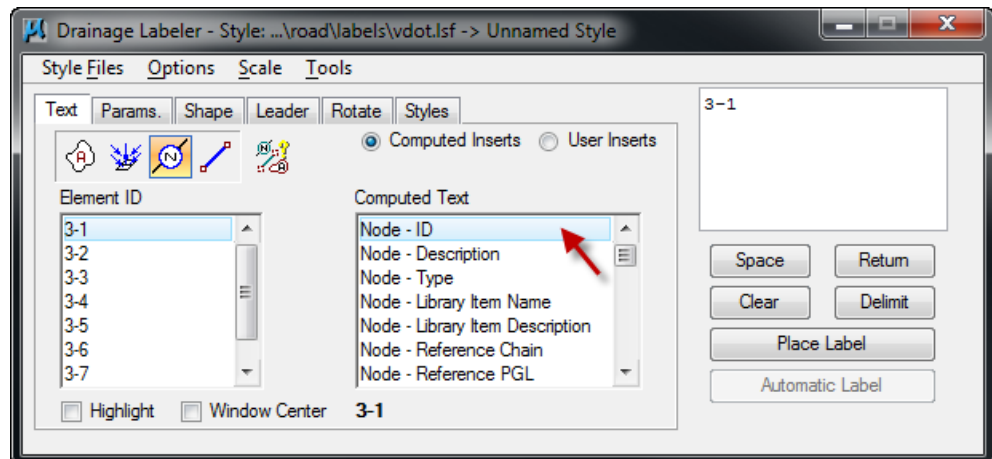 Drainage Labeler - Style: ...\road\labels\vdot.lsf -> Unnamed Style
Style Files Options Scale Tools
Text Params. Shape Leader Rotate Styles
Computed Inserts User Inserts
Element ID
3-1
3-2
3-3
3-4
3-5
3-6
3-7
Computed Text
Node - ID
Node - Description
Node - Type
Node - Library Item Name
Node - Library Item Description
Node - Reference Chain
Node - Reference PGL
Highlight Window Center 3-1
3-1
Space Return
Clear Delimit
Place Label
Automatic Label